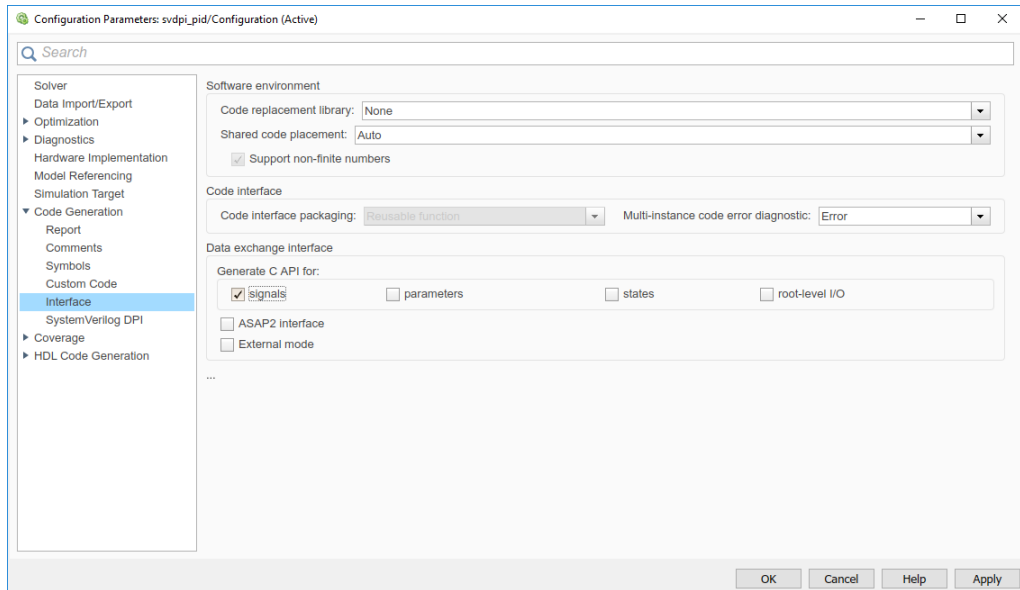 Configuration Parameters: svdpi_pid/Configuration (Active)
Search
Solver
Data Import/Export
Optimization
Diagnostics
Hardware Implementation
Model Referencing
Simulation Target
Code Generation
Report
Comments
Symbols
Custom Code
Interface
SystemVerilog DPI
Coverage
HDL Code Generation
Software environment
Code replacement library: None
Shared code placement: Auto
Support non-finite numbers
Code interface
Code interface packaging: Reusable function Multi-instance code error diagnostic: Error
Data exchange interface
Generate C API for:
signals parameters states root-level I/O
ASAP2 interface
External mode
...
OK Cancel Help Apply